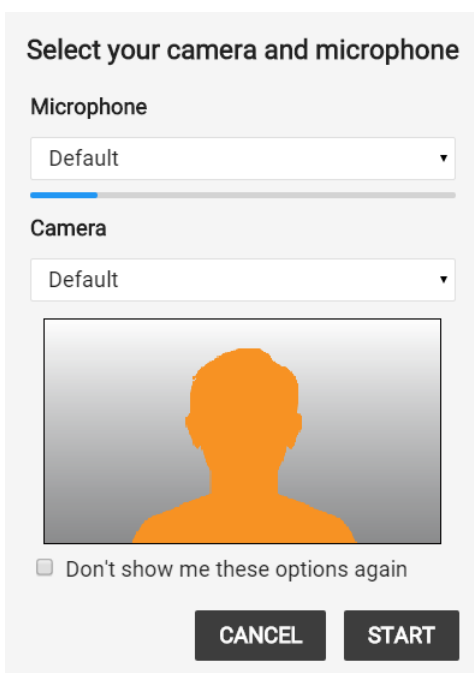 Select your camera and microphone
Microphone
Default
Camera
Default
Don't show me these options again
CANCEL START